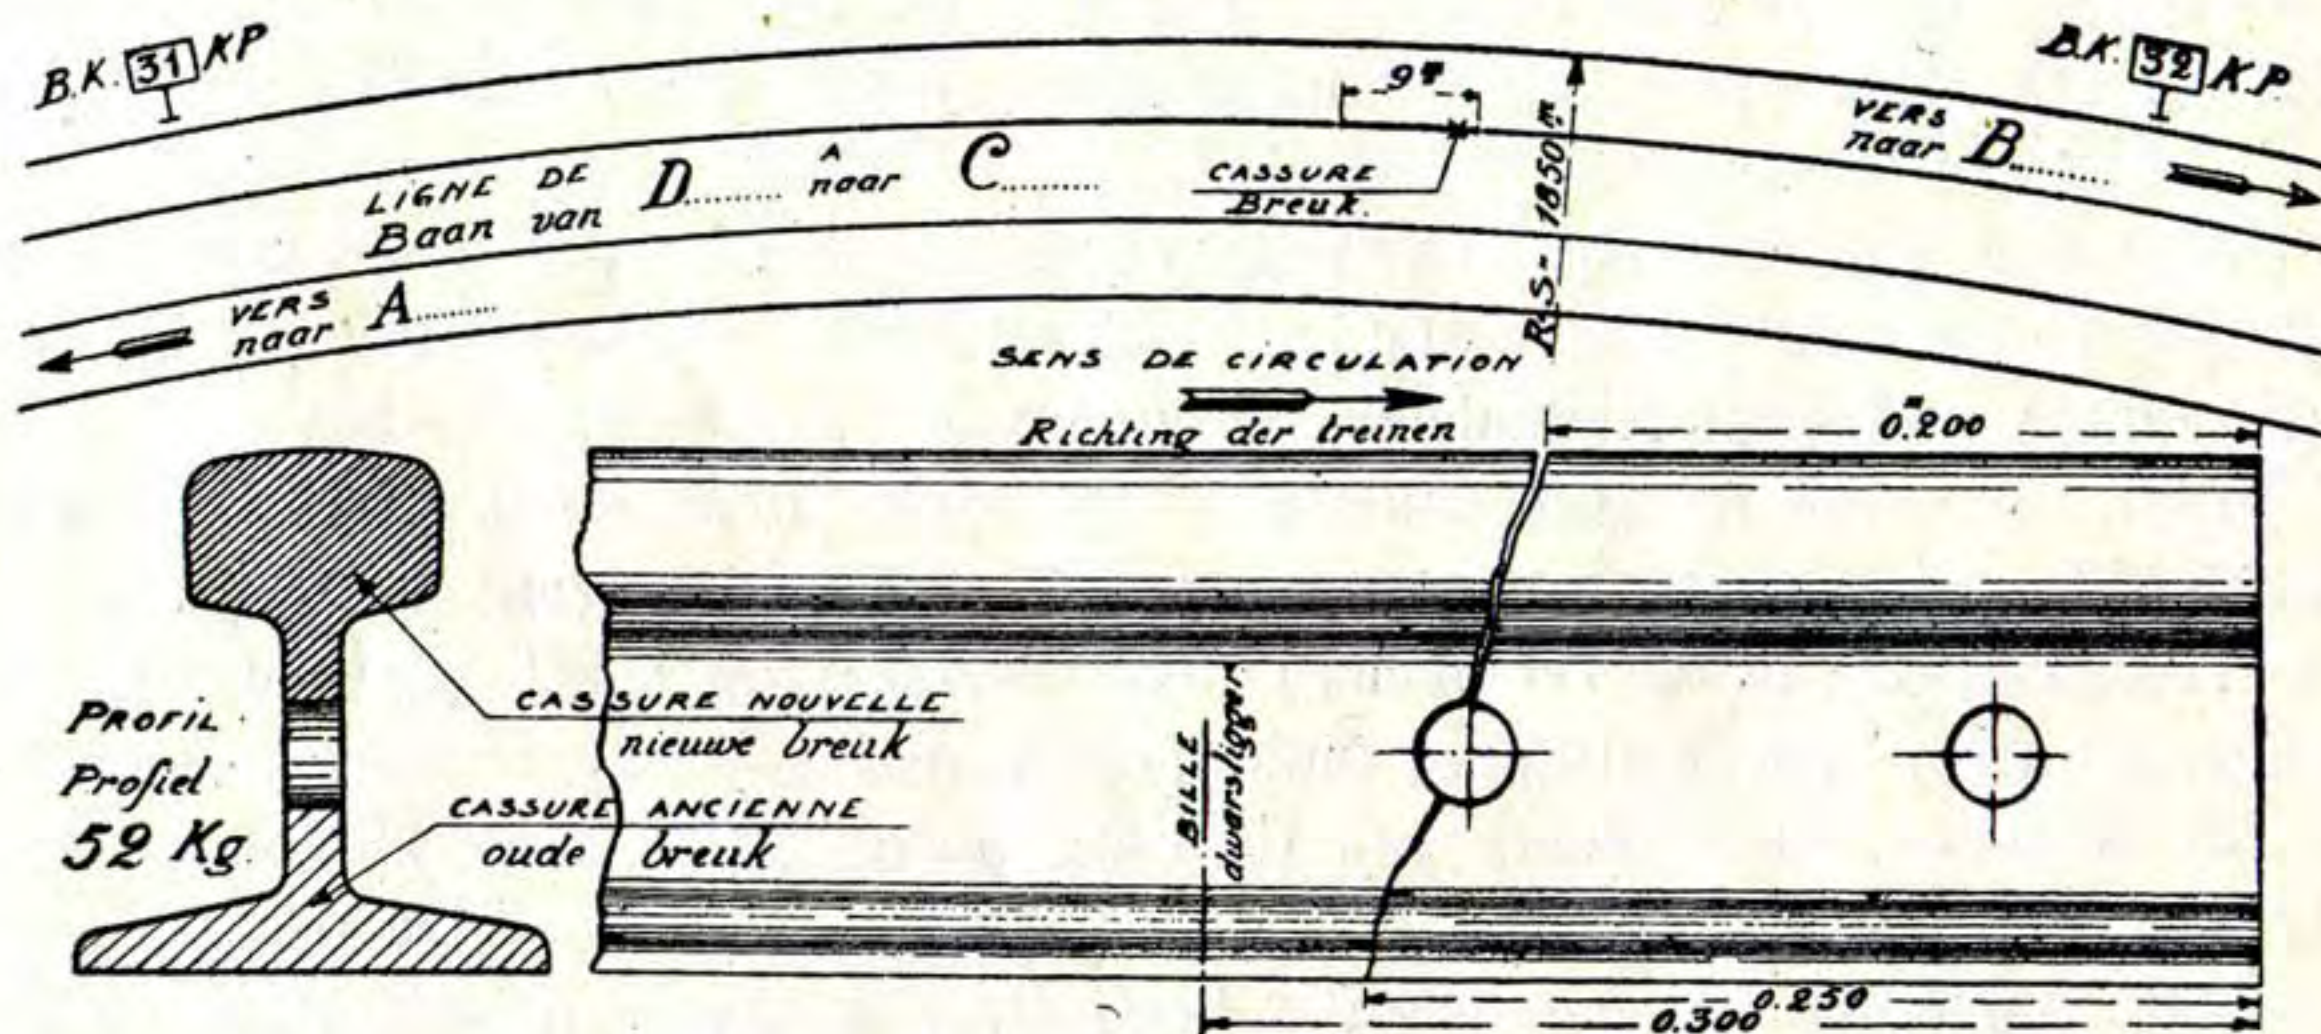 B.K. 31 KP
B.K. 32 K.P.
9m
VERS
naar B..........
LIGNE DE D........ A C..........
Baan van naar
CASSURE
Breuk.
R=S= 1850m
VERS
naar A........
SENS DE CIRCULATION
Richting der treinen
0.m200
PROFIL
Profiel
52 Kg.
CASSURE NOUVELLE
nieuwe breuk
CASSURE ANCIENNE
oude breuk
BILLE
dwarsligger
0.250
0.300